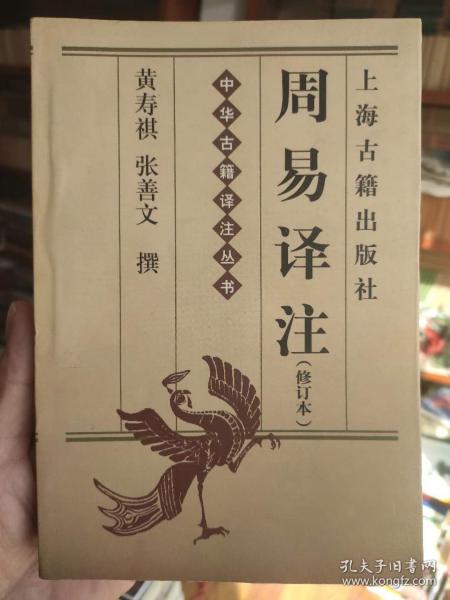 上海古籍出版社
周易译注
(修订本)
中华古籍译注丛书
黄寿祺 张善文 撰
孔夫子旧书网
www.kongfz.com